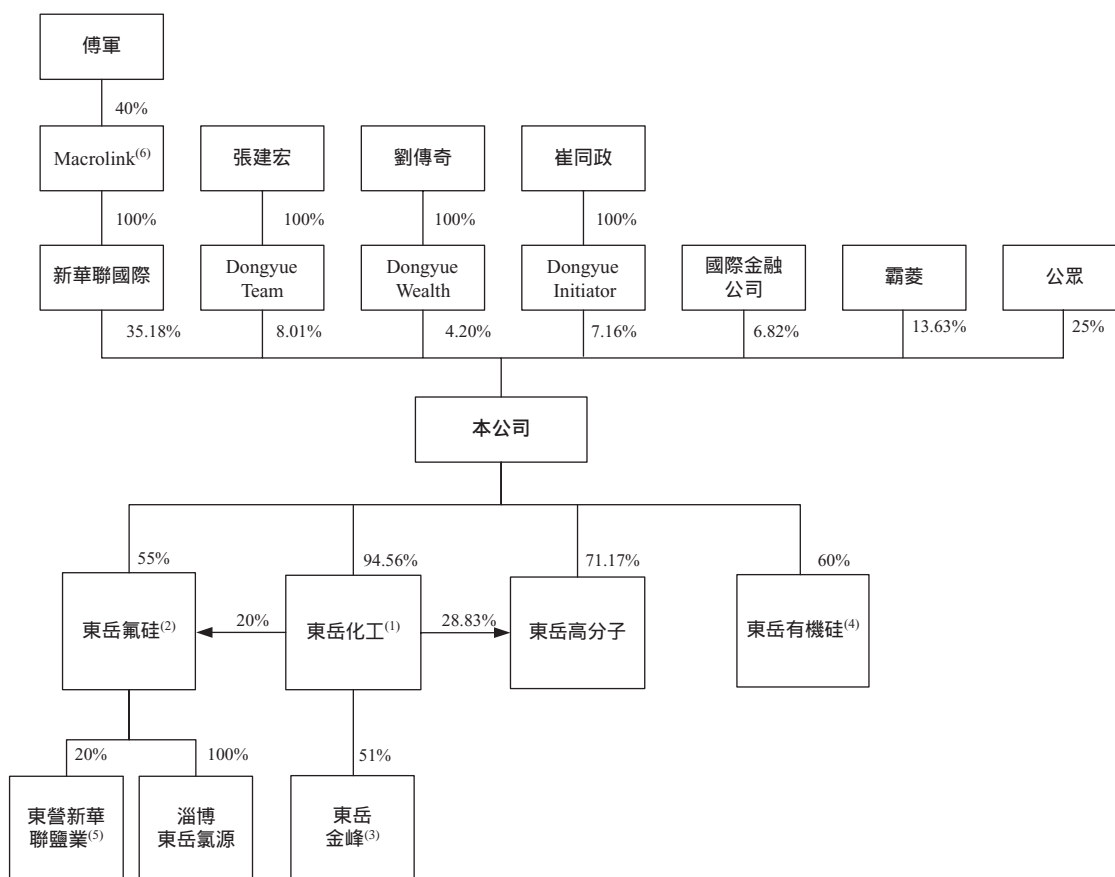 傅軍
40%
Macrolink(6)
張建宏
劉傳奇
崔同政
100%
100%
100%
100%
新華聯國際
Dongyue
Team
Dongyue
Wealth
Dongyue
Initiator
國際金融
公司
霸菱
公眾
35.18%
8.01%
4.20%
7.16%
6.82%
13.63%
25%
本公司
55%
94.56%
71.17%
60%
東岳氟硅(2)
20%
東岳化工(1)
28.83%
東岳高分子
東岳有機硅(4)
20%
100%
51%
東營新華
聯鹽業(5)
淄博
東岳氯源
東岳
金峰(3)